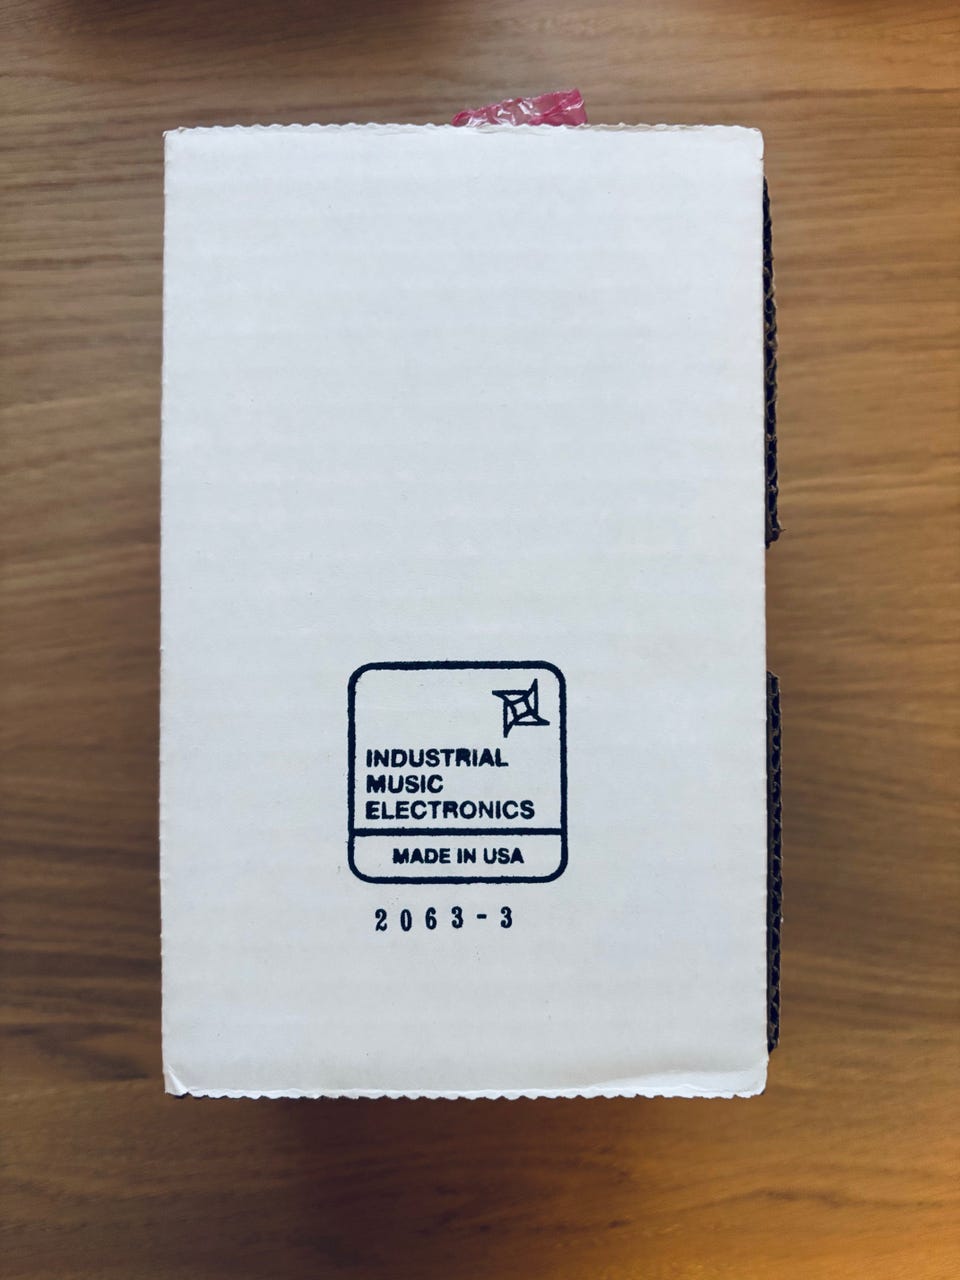 INDUSTRIAL
MUSIC
ELECTRONICS
MADE IN USA
2063-3